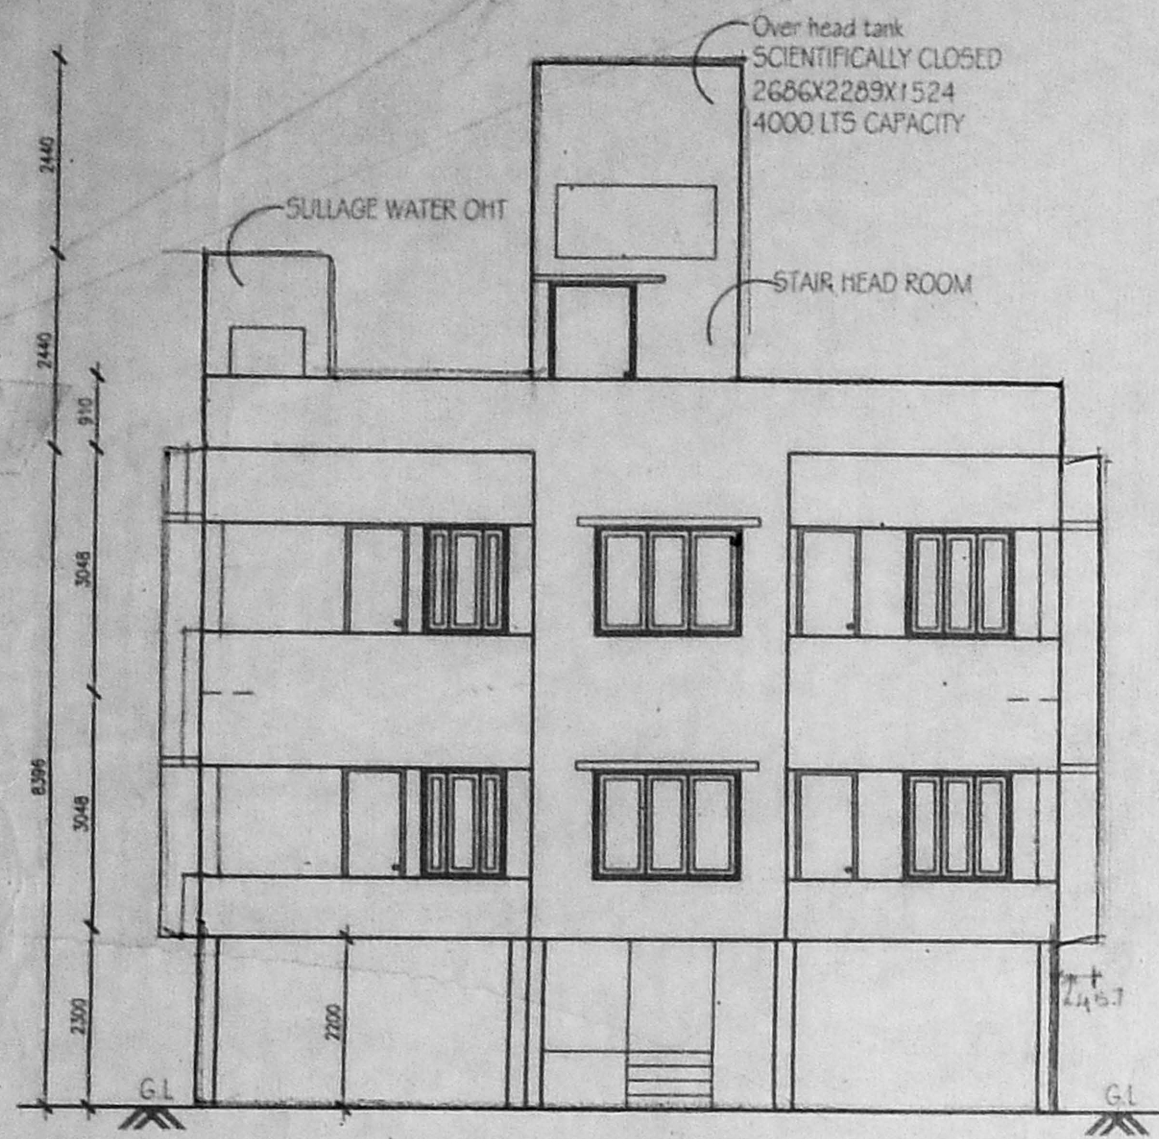 Over head tank
SCIENTIFICALLY CLOSED
2686X2289X1524
4000 LTS CAPACITY
2440
SULLAGE WATER OHT
STAIR HEAD ROOM
2440
910
3048
8396
3048
2300
2200
G.L
G.L